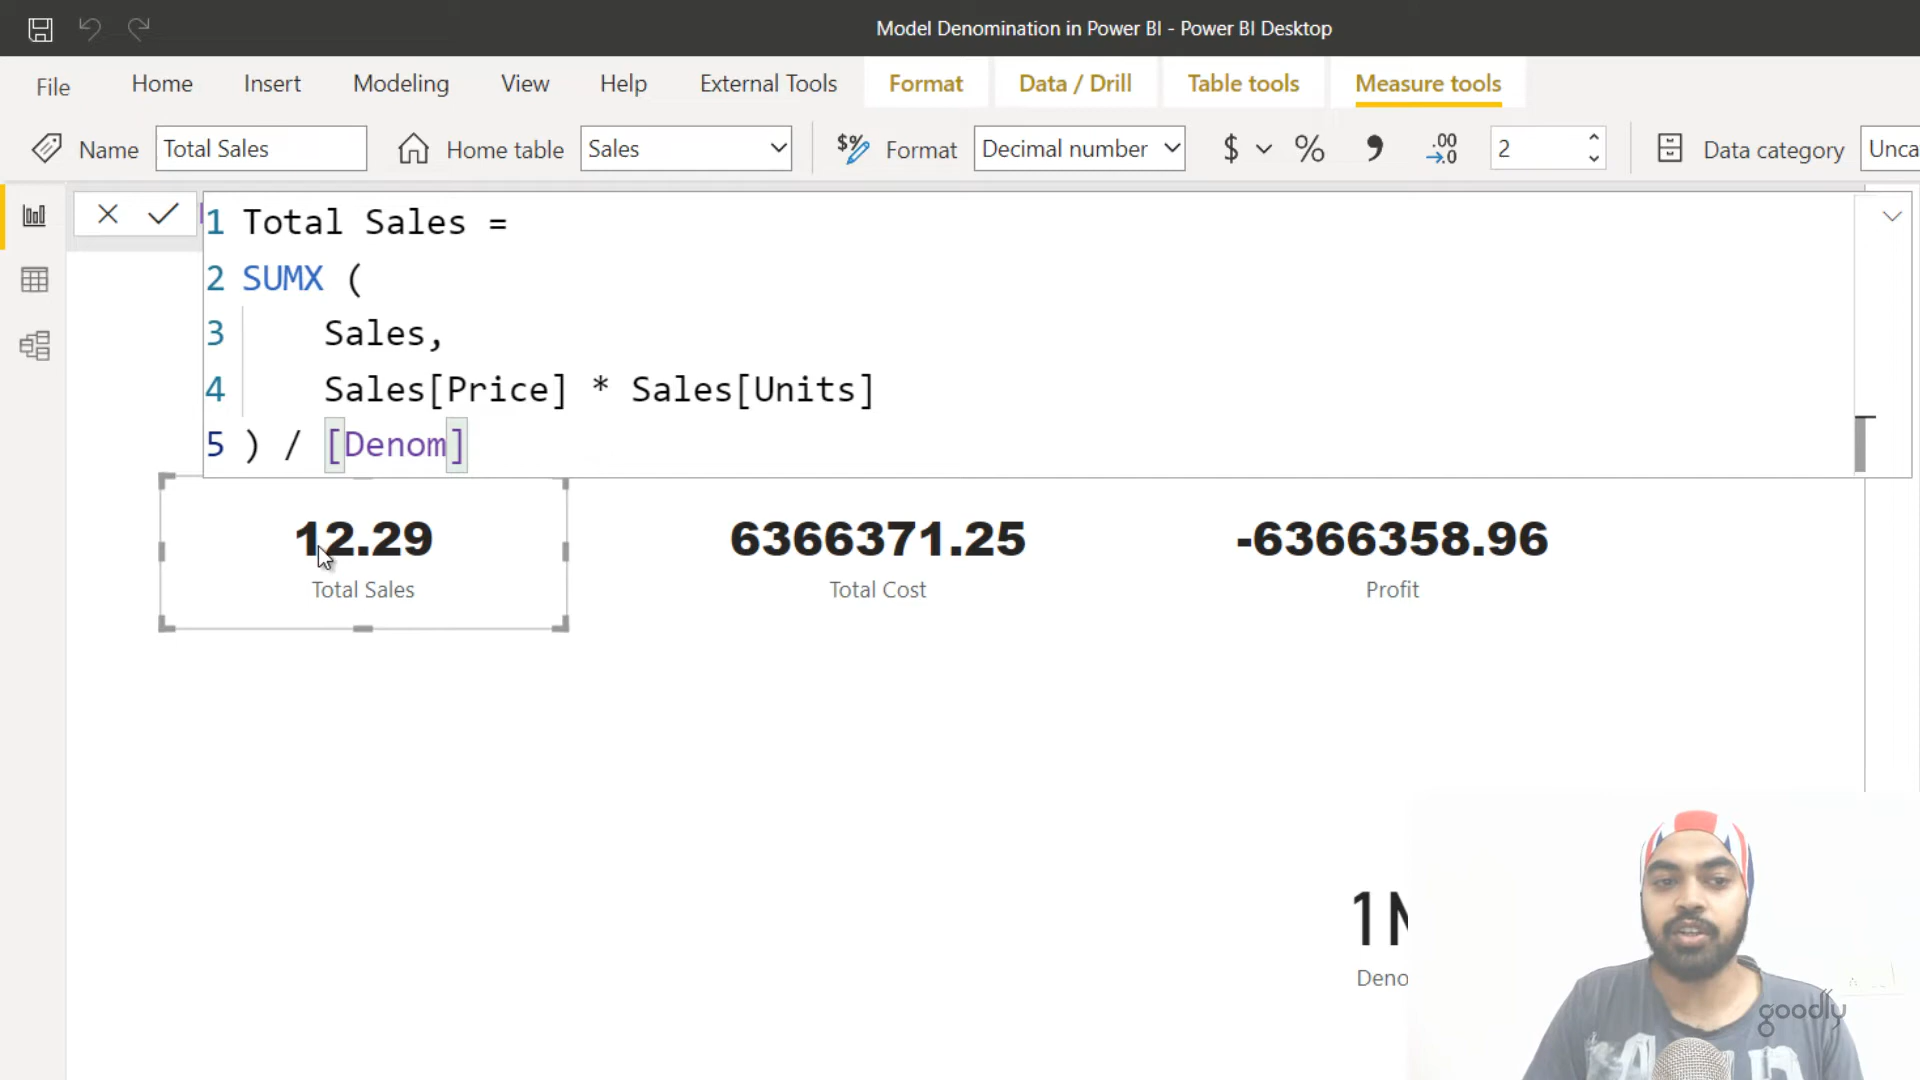 Model Denomination in Power BI - Power BI Desktop
File Home Insert Modeling View Help External Tools Format Data / Drill Table tools Measure tools
Name Total Sales Home table Sales $% Format Decimal number $ % , .00 →.0 2 Data category Unca
1 Total Sales =
2 SUMX (
3 Sales,
4 Sales[Price] * Sales[Units]
5 ) / [Denom]
12.29 6366371.25 -6366358.96
Total Sales Total Cost Profit
1M
Deno
goodly